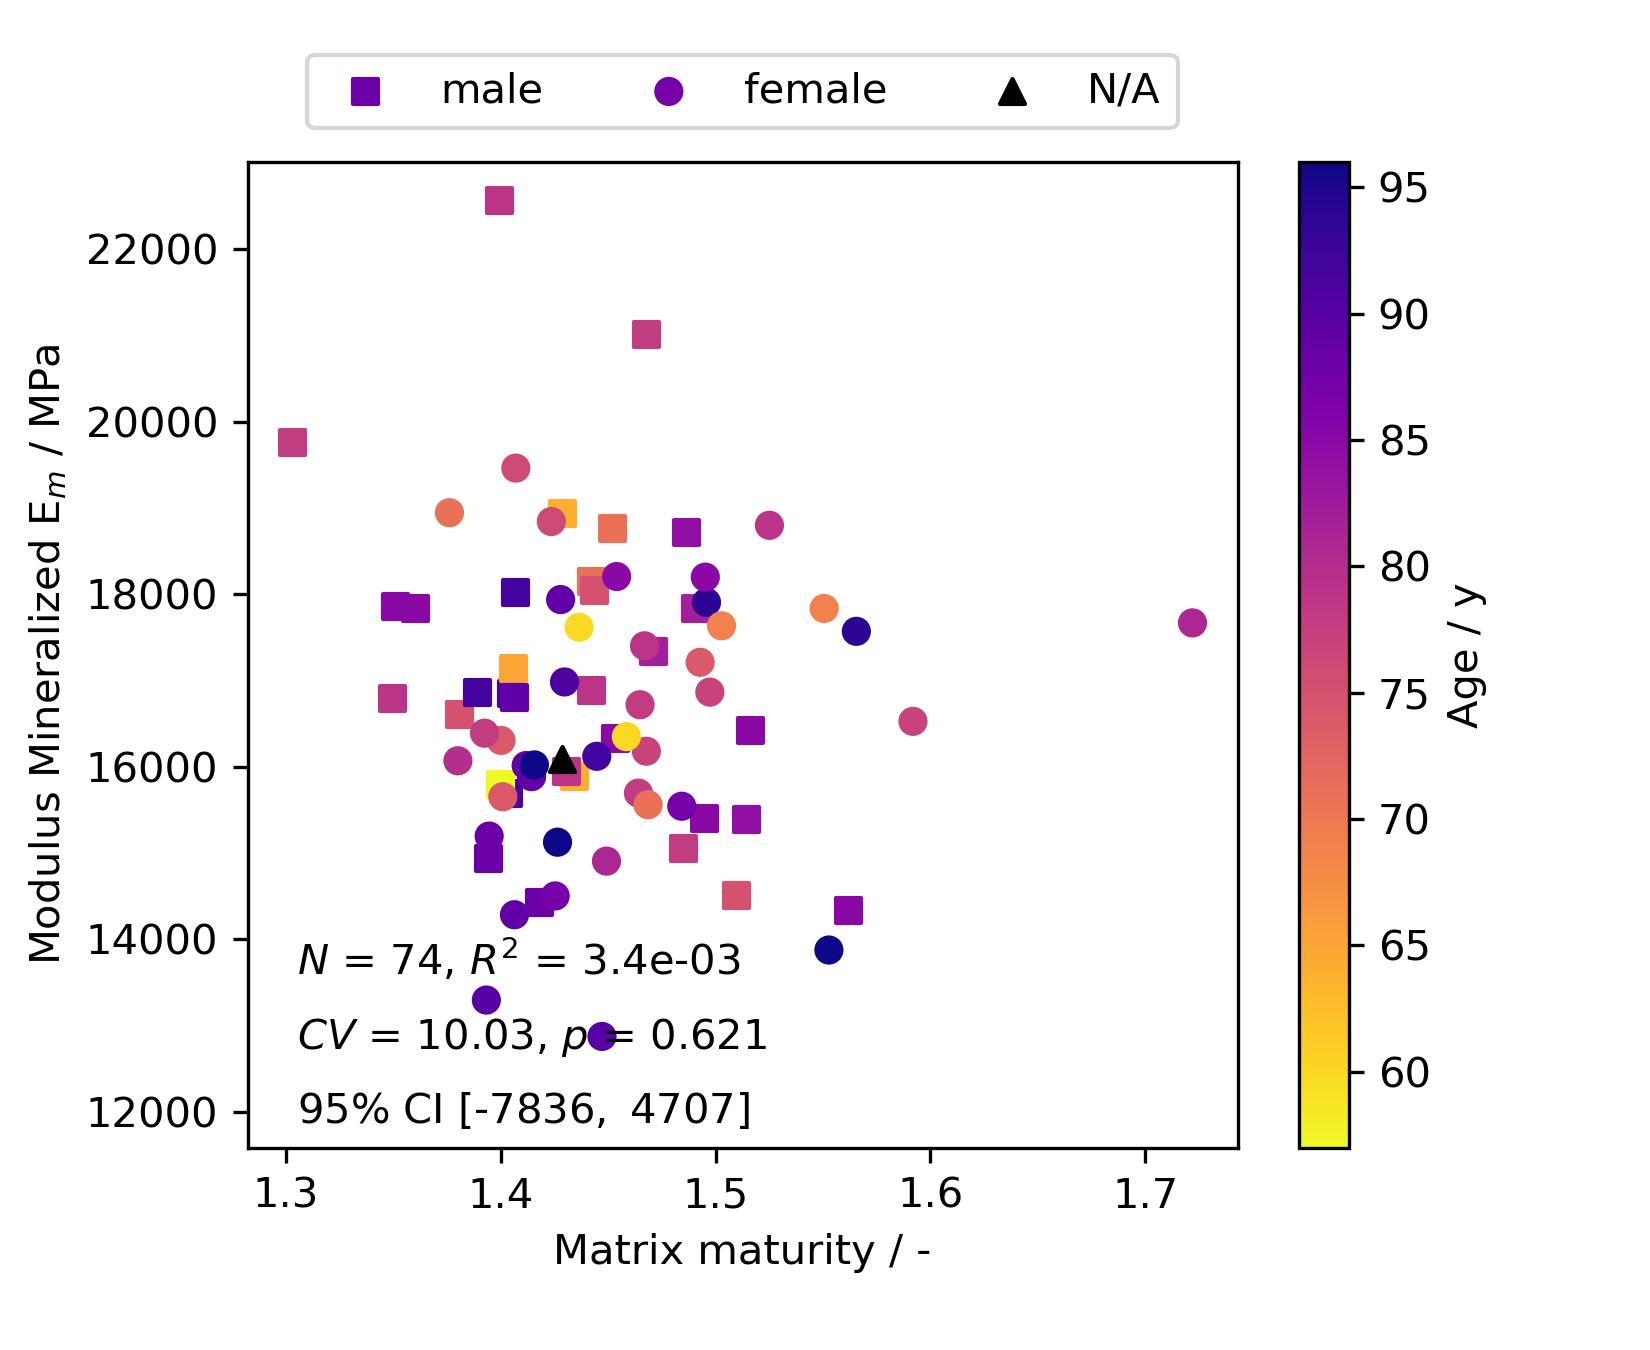 male female N/A
22000
20000
18000
16000
14000
12000
Modulus Mineralized Em / MPa
N = 74, R2 = 3.4e-03
CV = 10.03, p = 0.621
95% CI [-7836, 4707]
1.3 1.4 1.5 1.6 1.7
Matrix maturity / -
95
90
85
80
75
70
65
60
Age / y